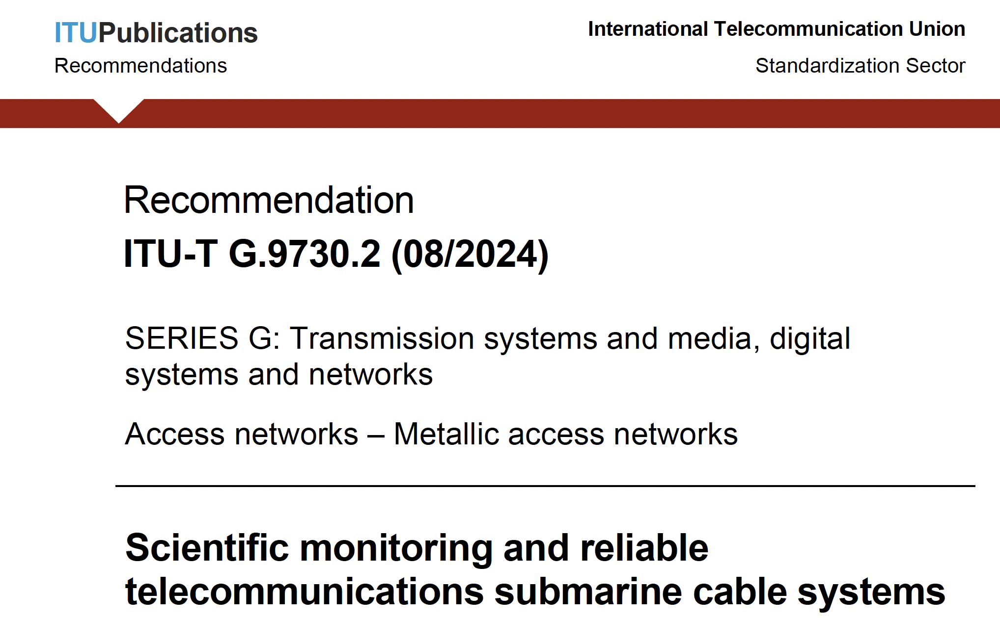 ITUPublications
International Telecommunication Union
Recommendations
Standardization Sector
Recommendation
ITU-T G.9730.2 (08/2024)
SERIES G: Transmission systems and media, digital
systems and networks
Access networks – Metallic access networks
Scientific monitoring and reliable
telecommunications submarine cable systems